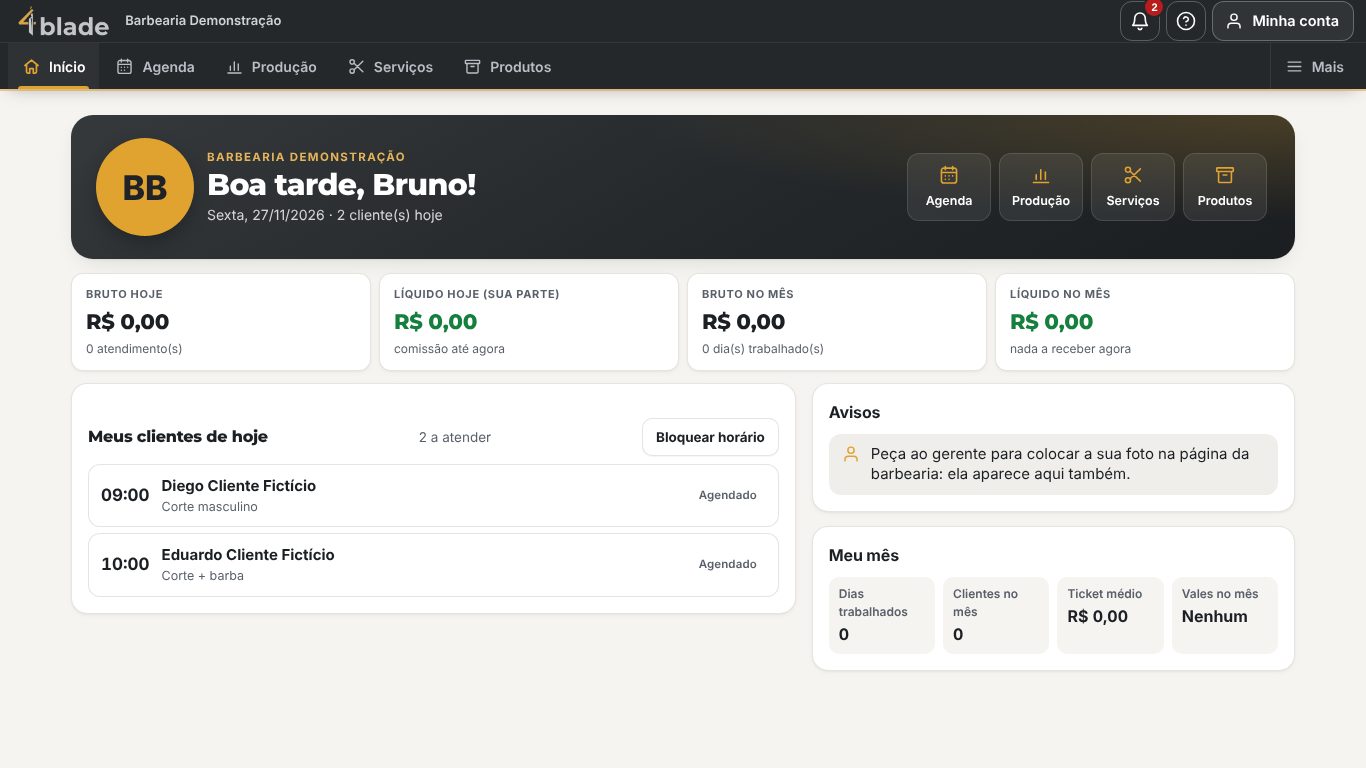 4blade
Barbearia Demonstração
2
Minha conta
Início
Agenda
Produção
Serviços
Produtos
Mais
BB
BARBEARIA DEMONSTRAÇÃO
Boa tarde, Bruno!
Sexta, 27/11/2026 · 2 cliente(s) hoje
Agenda
Produção
Serviços
Produtos
BRUTO HOJE
R$ 0,00
0 atendimento(s)
LÍQUIDO HOJE (SUA PARTE)
R$ 0,00
comissão até agora
BRUTO NO MÊS
R$ 0,00
0 dia(s) trabalhado(s)
LÍQUIDO NO MÊS
R$ 0,00
nada a receber agora
Meus clientes de hoje
2 a atender
Bloquear horário
09:00
Diego Cliente Fictício
Corte masculino
Agendado
10:00
Eduardo Cliente Fictício
Corte + barba
Agendado
Avisos
Peça ao gerente para colocar a sua foto na página da
barbearia: ela aparece aqui também.
Meu mês
Dias
trabalhados
0
Clientes no
mês
0
Ticket médio
R$ 0,00
Vales no mês
Nenhum